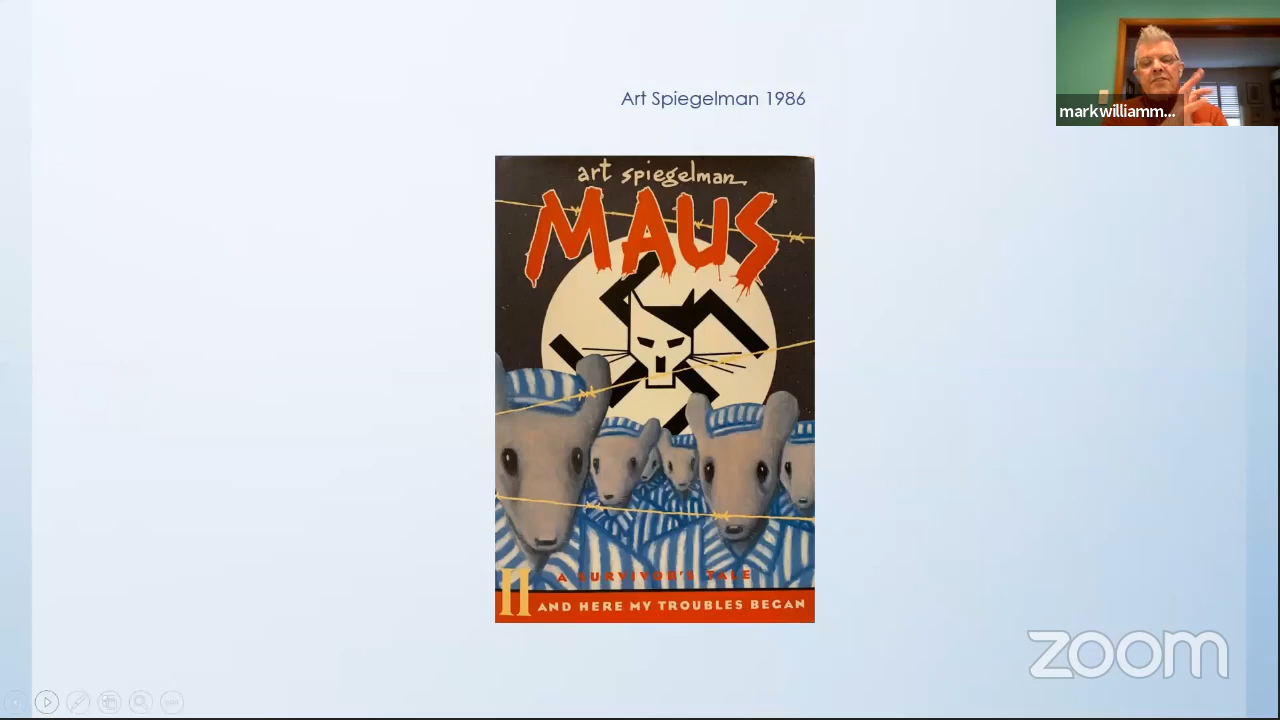 Art Spiegelman 1986
markwilliamm...
art spiegelman
MAUS
A SURVIVOR'S TALE
II
AND HERE MY TROUBLES BEGAN
zoom